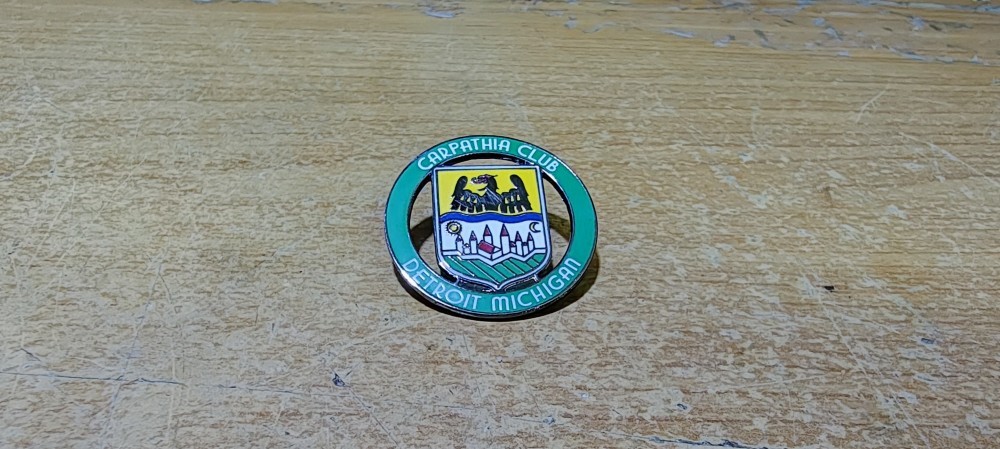 CARPATHIA CLUB
DETROIT MICHIGAN